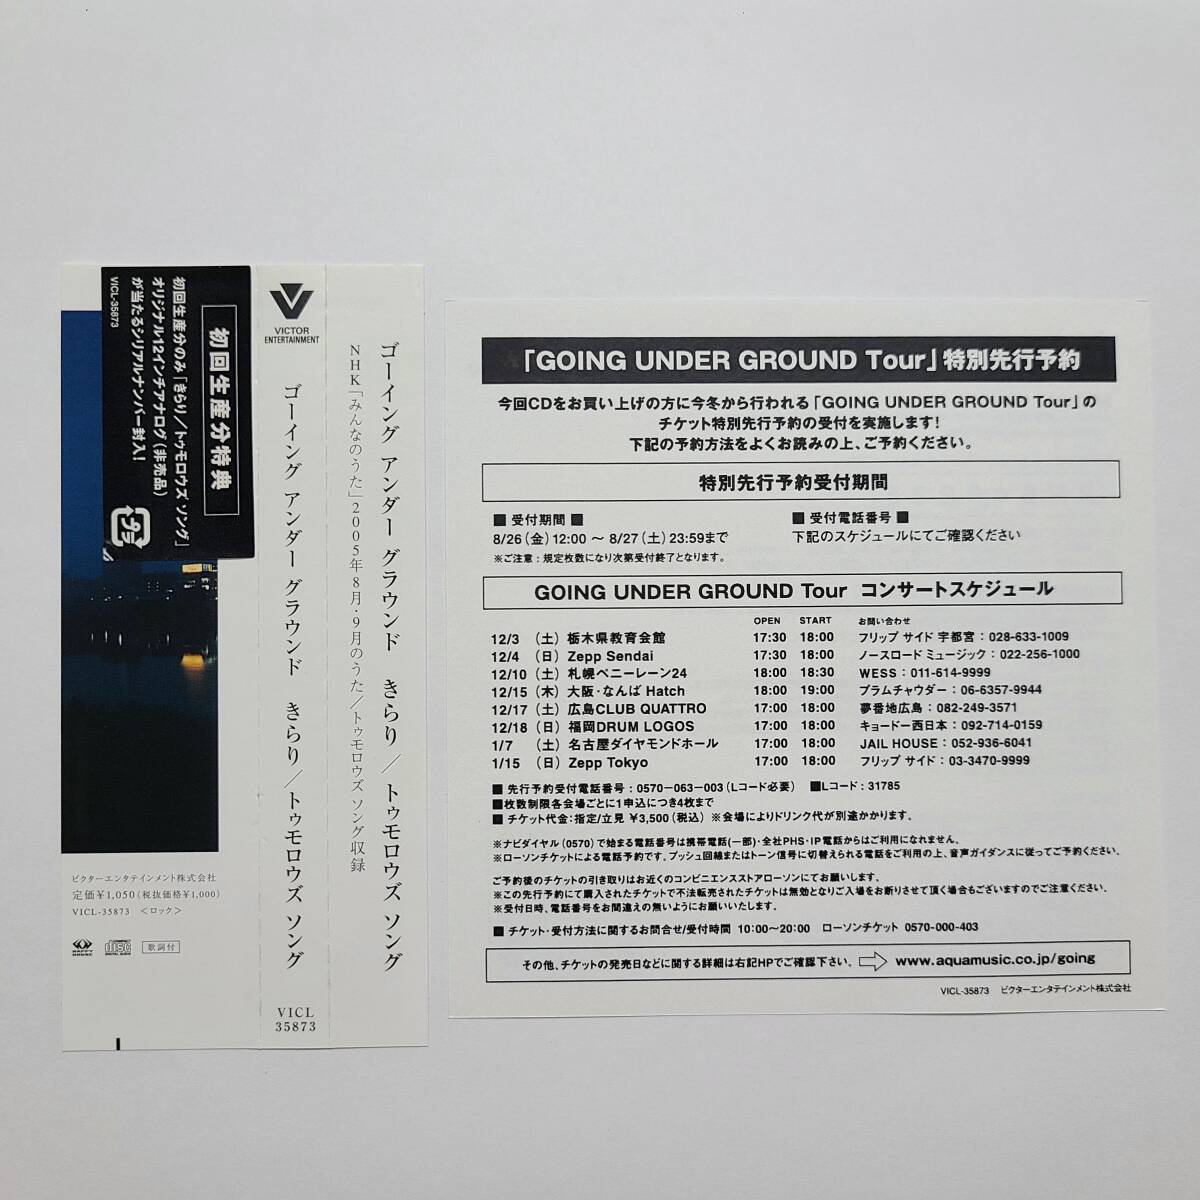 初回生産分特典
初回生産分のみ「きらり／トゥモロウズ ソング」
オリジナル12インチアナログ(非売品)
が当たるシリアルナンバー封入！
VICL-35873
ビクターエンタテインメント株式会社
定価¥1,050(税抜価格¥1,000)
VICL-35873 <ロック>
HAPPY HOUSE
COMPACT disc DIGITAL AUDIO
歌詞付
VICTOR
ENTERTAINMENT
ゴーイング アンダー グラウンド きらり／トゥモロウズ ソング
VICL
35873
ゴーイング アンダー グラウンド きらり／トゥモロウズ ソング
NHK「みんなのうた」2005年8月・9月のうた／トゥモロウズ ソング収録
「GOING UNDER GROUND Tour」特別先行予約
今回CDをお買い上げの方に今冬から行われる「GOING UNDER GROUND Tour」の
チケット特別先行予約の受付を実施します！
下記の予約方法をよくお読みの上、ご予約ください。
特別先行予約受付期間
■ 受付期間 ■
8/26(金)12:00 ～ 8/27(土)23:59まで
※ご注意：規定枚数になり次第受付終了となります。
■ 受付電話番号 ■
下記のスケジュールにてご確認ください
GOING UNDER GROUND Tour コンサートスケジュール
OPEN START お問い合わせ
12/3 (土) 栃木県教育会館 17:30 18:00 フリップ サイド 宇都宮：028-633-1009
12/4 (日) Zepp Sendai 17:30 18:00 ノースロード ミュージック：022-256-1000
12/10 (土) 札幌ペニーレーン24 18:00 18:30 WESS：011-614-9999
12/15 (木) 大阪・なんば Hatch 18:00 19:00 プラムチャウダー：06-6357-9944
12/17 (土) 広島CLUB QUATTRO 17:00 18:00 夢番地広島：082-249-3571
12/18 (日) 福岡DRUM LOGOS 17:00 18:00 キョードー西日本：092-714-0159
1/7 (土) 名古屋ダイヤモンドホール 17:00 18:00 JAIL HOUSE：052-936-6041
1/15 (日) Zepp Tokyo 17:00 18:00 フリップ サイド：03-3470-9999
■ 先行予約受付電話番号：0570-063-003(Lコード必要) ■Lコード：31785
■枚数制限各会場ごとに1申込につき4枚まで
■ チケット代金：指定/立見 ¥3,500(税込) ※会場によりドリンク代が別途かかります。
※ナビダイヤル(0570)で始まる電話番号は携帯電話(一部)・全社PHS・IP電話からはご利用になれません。
※ローソンチケットによる電話予約です。プッシュ回線またはトーン信号に切替えられる電話をご利用の上、音声ガイダンスに従ってご予約ください。
ご予約後のチケットの引き取りはお近くのコンビニエンスストアローソンにてお願いします。
※この先行予約にて購入されたチケットで不法転売されたチケットは無効となりご入場をお断りさせて頂く場合もございますのでご注意ください。
※受付日時、電話番号をお間違えの無いようにお願いいたします。
■ チケット・受付方法に関するお問合せ/受付時間 10:00～20:00 ローソンチケット 0570-000-403
その他、チケットの発売日などに関する詳細は右記HPでご確認下さい。 www.aquamusic.co.jp/going
VICL-35873 ビクターエンタテインメント株式会社